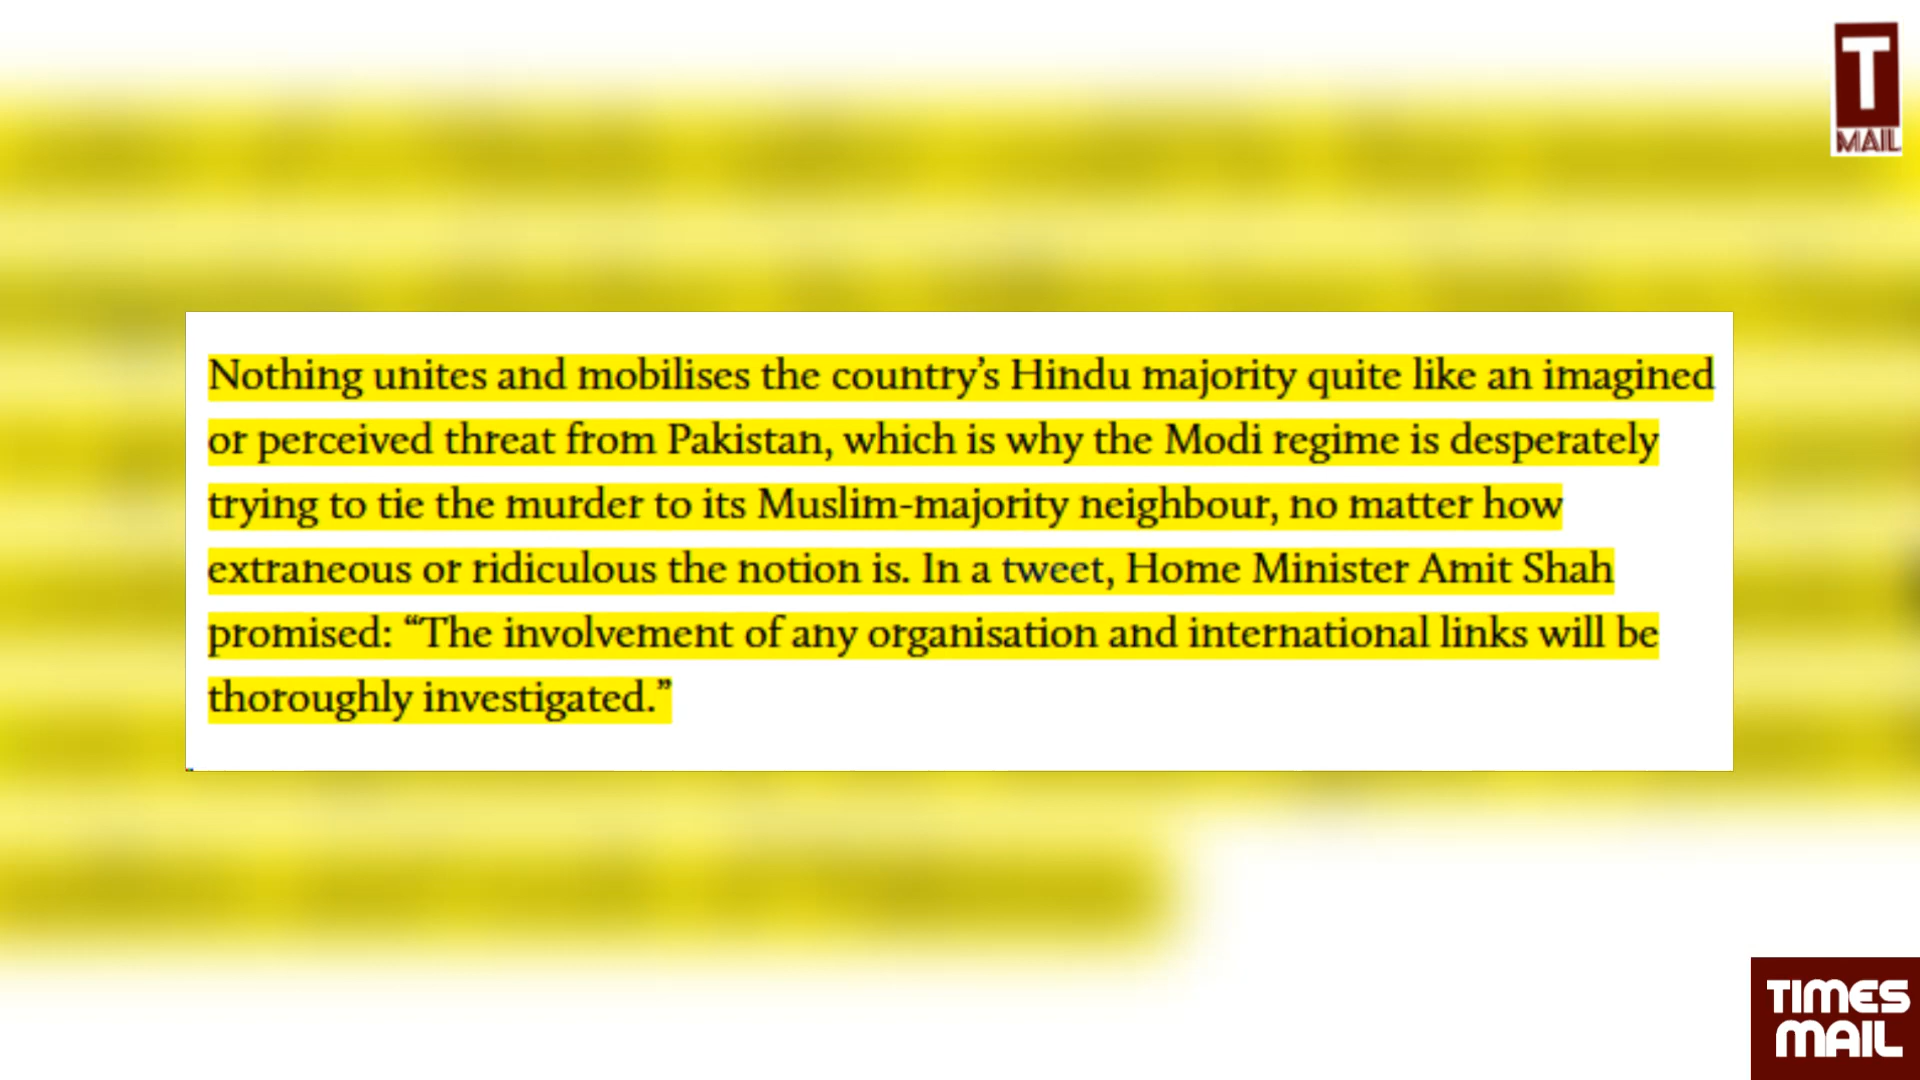 T
MAIL
Nothing unites and mobilises the country’s Hindu majority quite like an imagined
or perceived threat from Pakistan, which is why the Modi regime is desperately
trying to tie the murder to its Muslim-majority neighbour, no matter how
extraneous or ridiculous the notion is. In a tweet, Home Minister Amit Shah
promised: “The involvement of any organisation and international links will be
thoroughly investigated.”
TIMES
MAIL